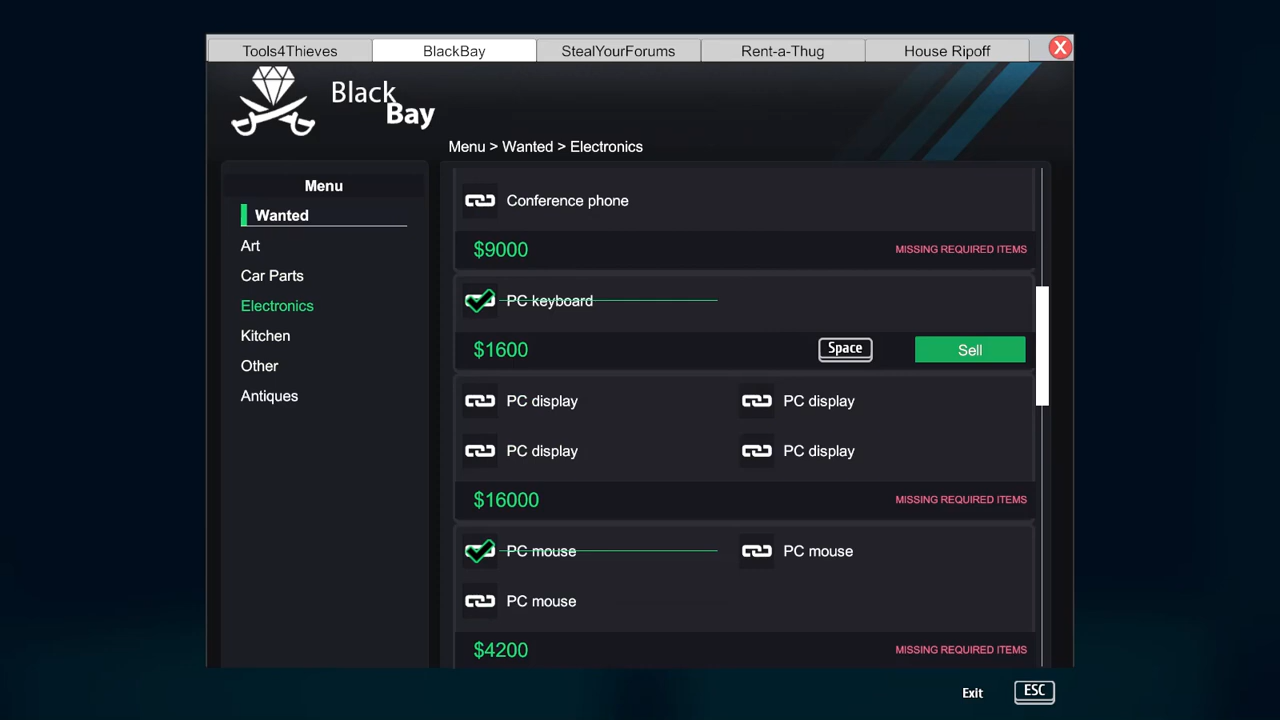 Tools4Thieves BlackBay StealYourForums Rent-a-Thug House Ripoff X
Black
Bay
Menu > Wanted > Electronics
Menu
Wanted
Art
Car Parts
Electronics
Kitchen
Other
Antiques
Conference phone
$9000 MISSING REQUIRED ITEMS
PC keyboard
$1600 Space Sell
PC display PC display
PC display PC display
$16000 MISSING REQUIRED ITEMS
PC mouse PC mouse
PC mouse
$4200 MISSING REQUIRED ITEMS
Exit ESC